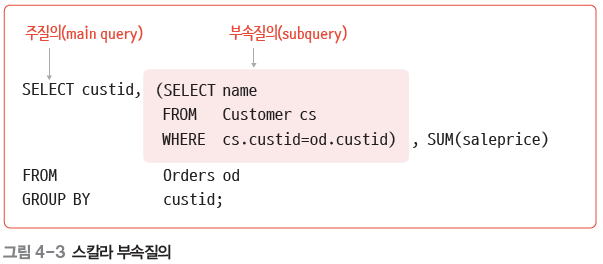 주질의(main query) 부속질의(subquery)
SELECT custid, (SELECT name
FROM Customer cs
WHERE cs.custid=od.custid) , SUM(saleprice)
FROM Orders od
GROUP BY custid;
그림 4-3 스칼라 부속질의